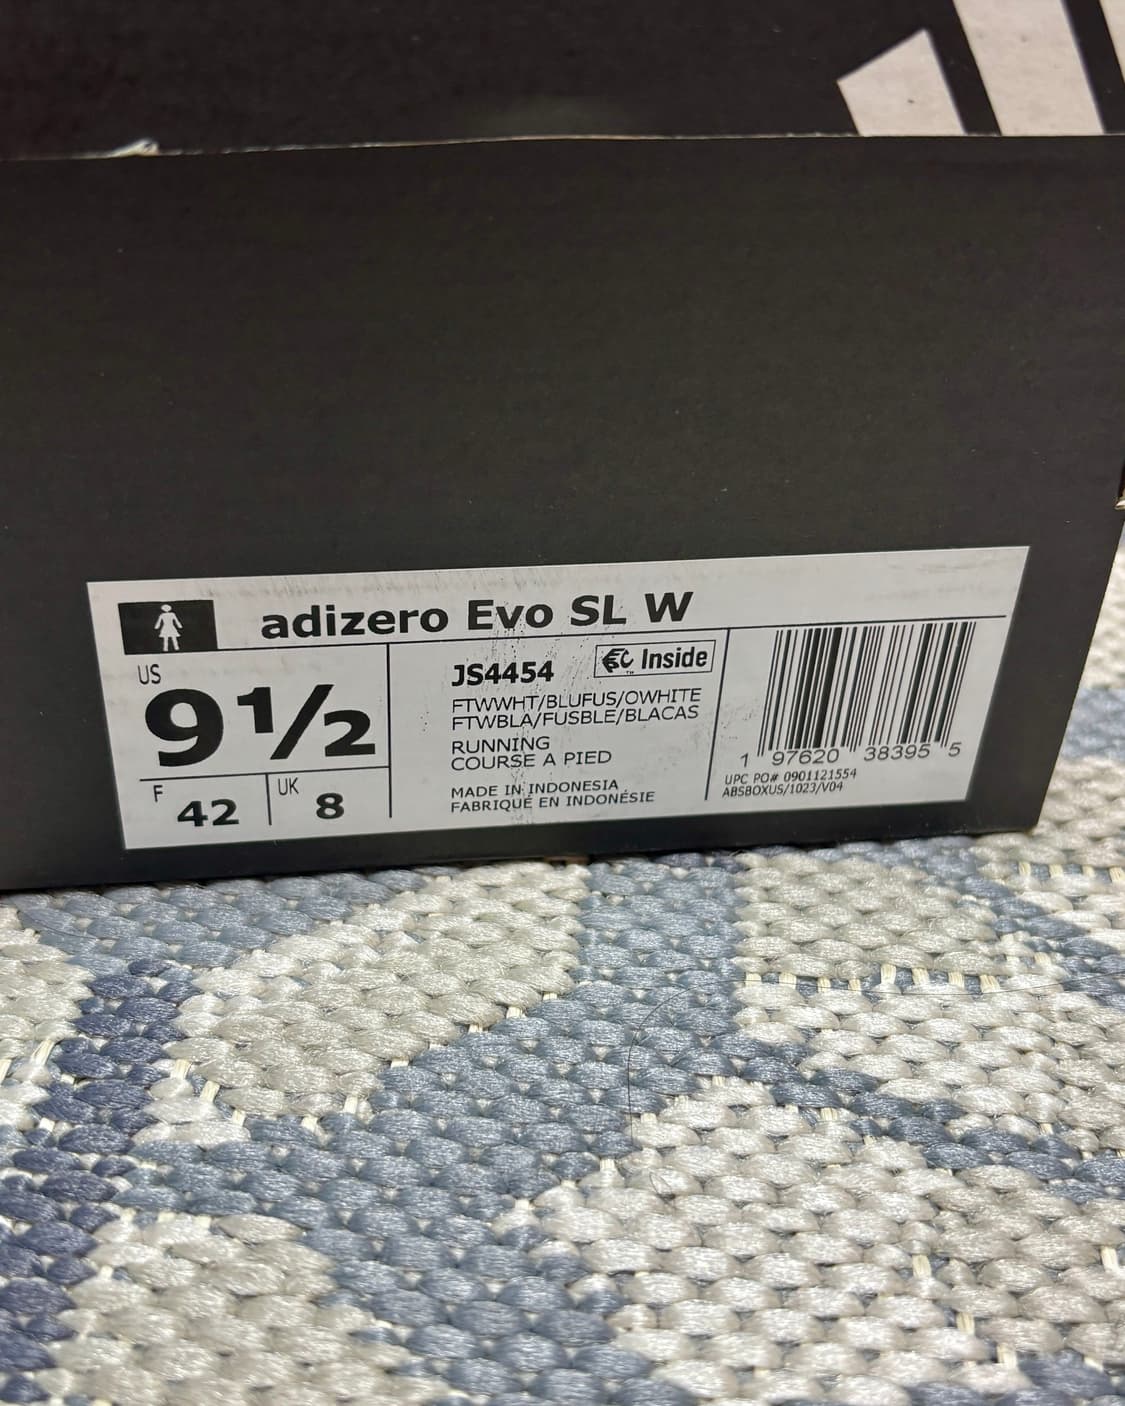 adizero Evo SL W
US
9½
F 42
UK 8
JS4454
EC Inside
FTWWHT/BLUFUS/OWHITE
FTWBLA/FUSBLE/BLACAS
RUNNING
COURSE A PIED
MADE IN INDONESIA
FABRIQUÉ EN INDONÉSIE
1 97620 38395 5
UPC PO# 0901121554
ABSBOXUS/1023/V04